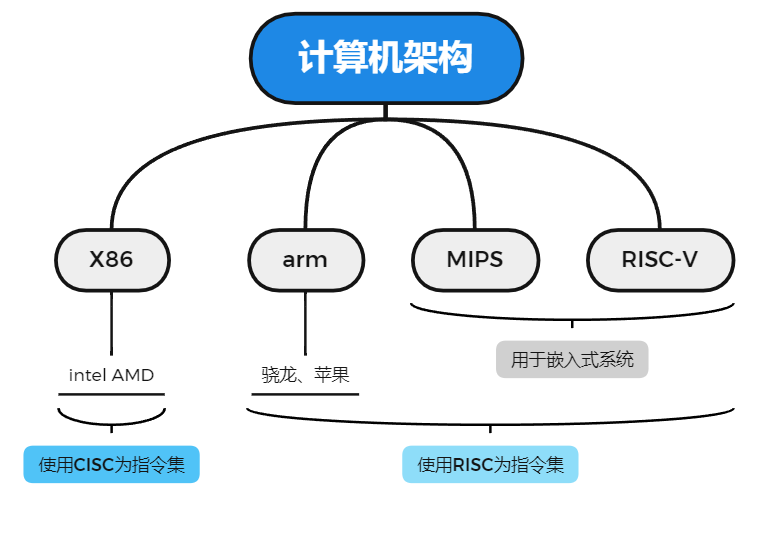 计算机架构
X86
arm
MIPS
RISC-V
用于嵌入式系统
intel AMD
骁龙、苹果
使用CISC为指令集
使用RISC为指令集